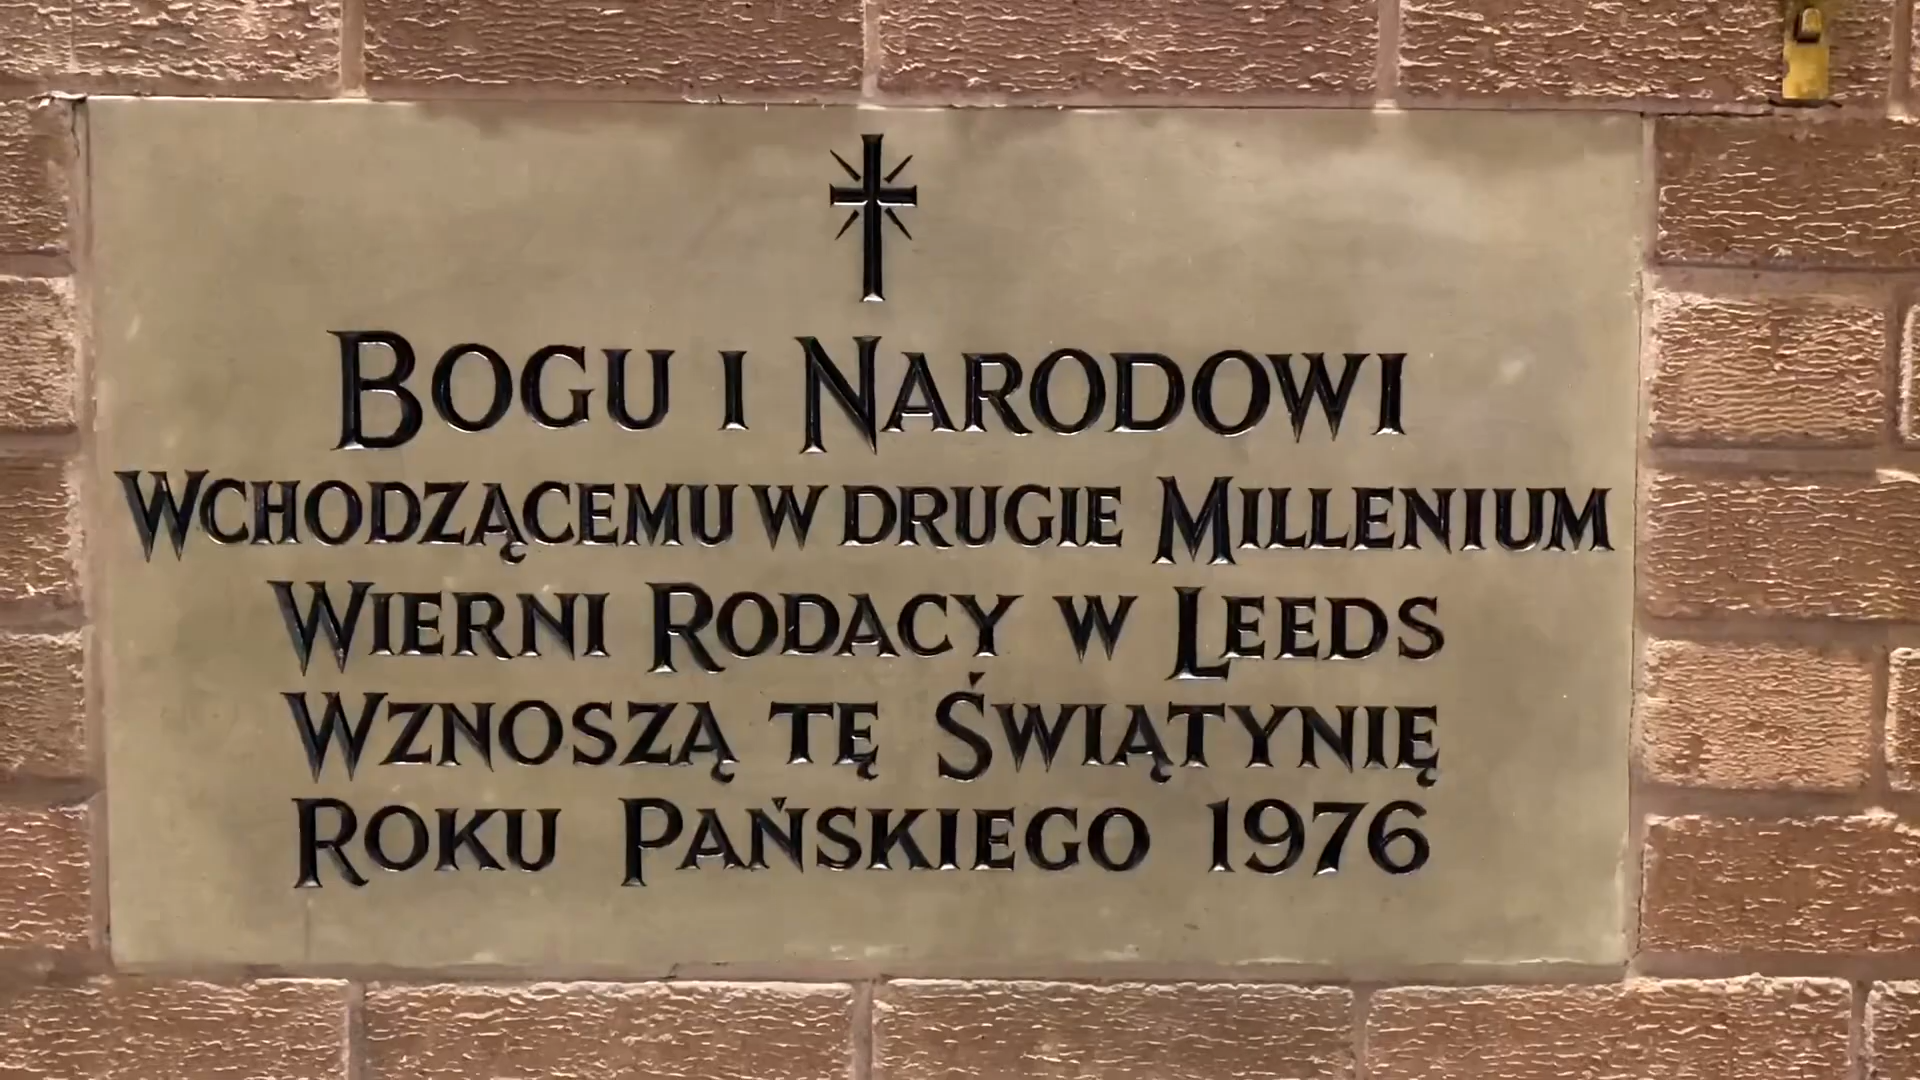 BOGU I NARODOWI
WCHODZĄCEMU W DRUGIE MILLENIUM
WIERNI RODACY W LEEDS
WZNOSZĄ TĘ ŚWIĄTYNIĘ
ROKU PAŃSKIEGO 1976